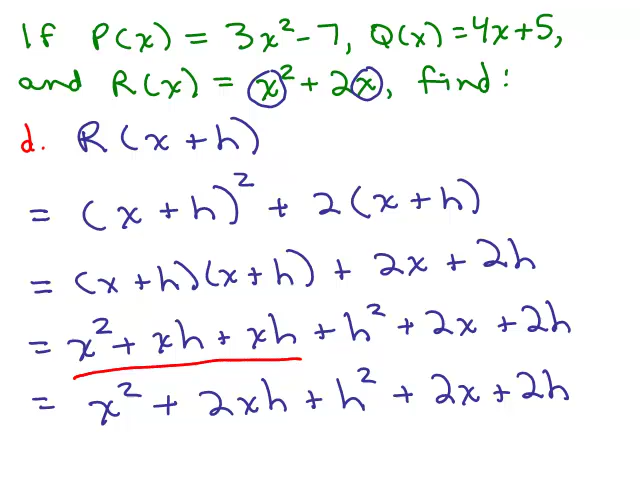 If P(x) = 3x² - 7, Q(x) = 4x + 5,
and R(x) = x² + 2x, find:
d. R(x + h)
= (x + h)² + 2(x + h)
= (x + h)(x + h) + 2x + 2h
= x² + xh + xh + h² + 2x + 2h
= x² + 2xh + h² + 2x + 2h